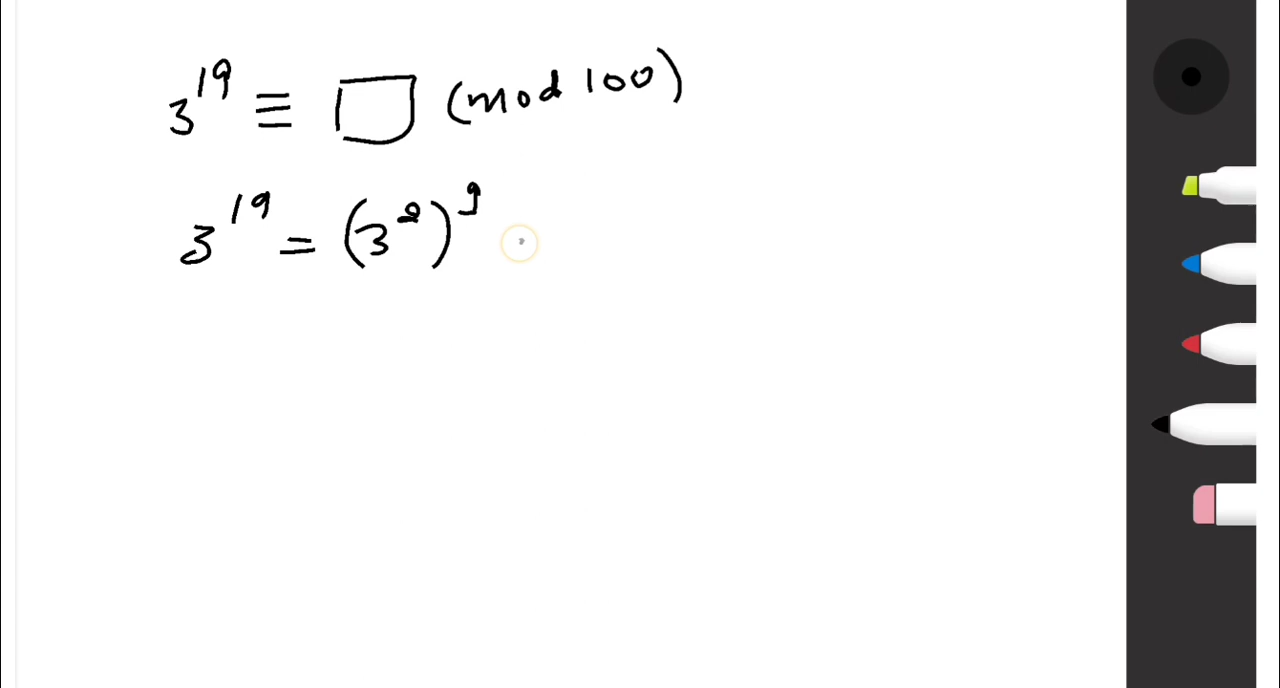 3^19 ≡ □ (mod 100)
3^19 = (3^2)^9